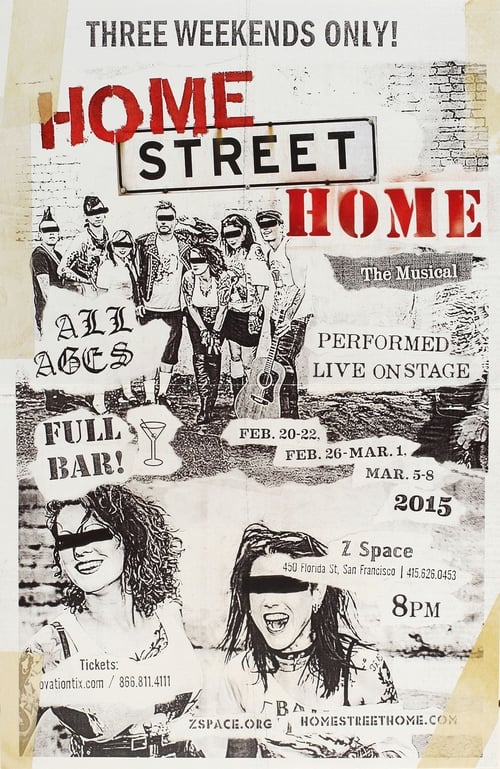 THREE WEEKENDS ONLY!
HOME
STREET
HOME
The Musical
ALL
AGES
PERFORMED
LIVE ON STAGE
FULL
BAR!
FEB. 20-22,
FEB. 26-MAR. 1,
MAR. 5-8
2015
Z Space
450 Florida St, San Francisco | 415.626.0453
8PM
Tickets:
ovationtix.com / 866.811.4111
ZSPACE.ORG
HOMESTREETHOME.COM